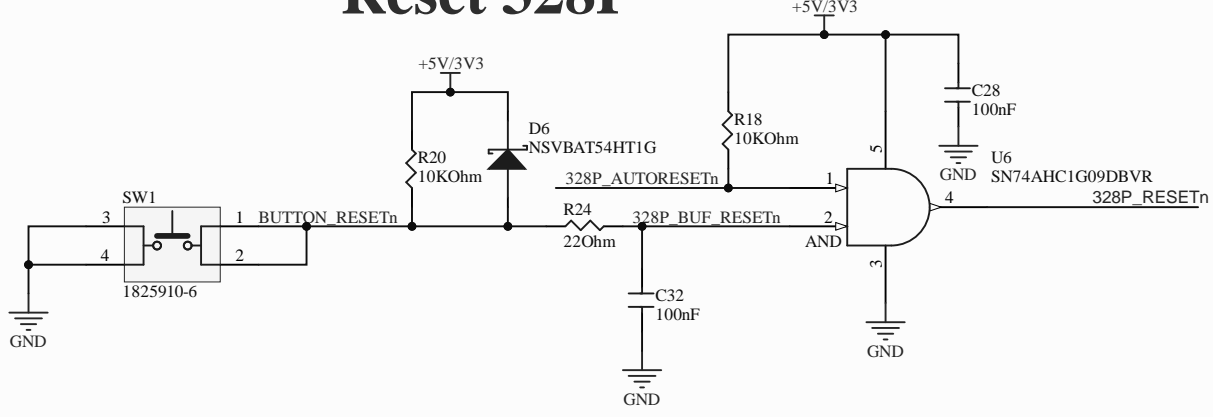 Reset 328P
+5V/3V3
+5V/3V3
C28
100nF
R18
10KOhm
D6
NSVBAT54HT1G
R20
10KOhm
5
GND
U6
SN74AHC1G09DBVR
328P_AUTORESETn
1
4
328P_RESETn
SW1
3
1
BUTTON_RESETn
R24
22Ohm
328P_BUF_RESETn
2
AND
4
2
3
1825910-6
C32
100nF
GND
GND
GND